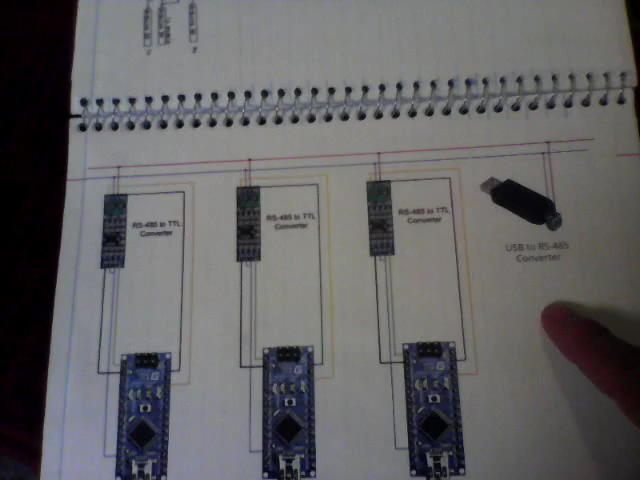 RS-485 to TTL
Converter
RS-485 to TTL
Converter
RS-485 to TTL
Converter
USB to RS-485
Converter